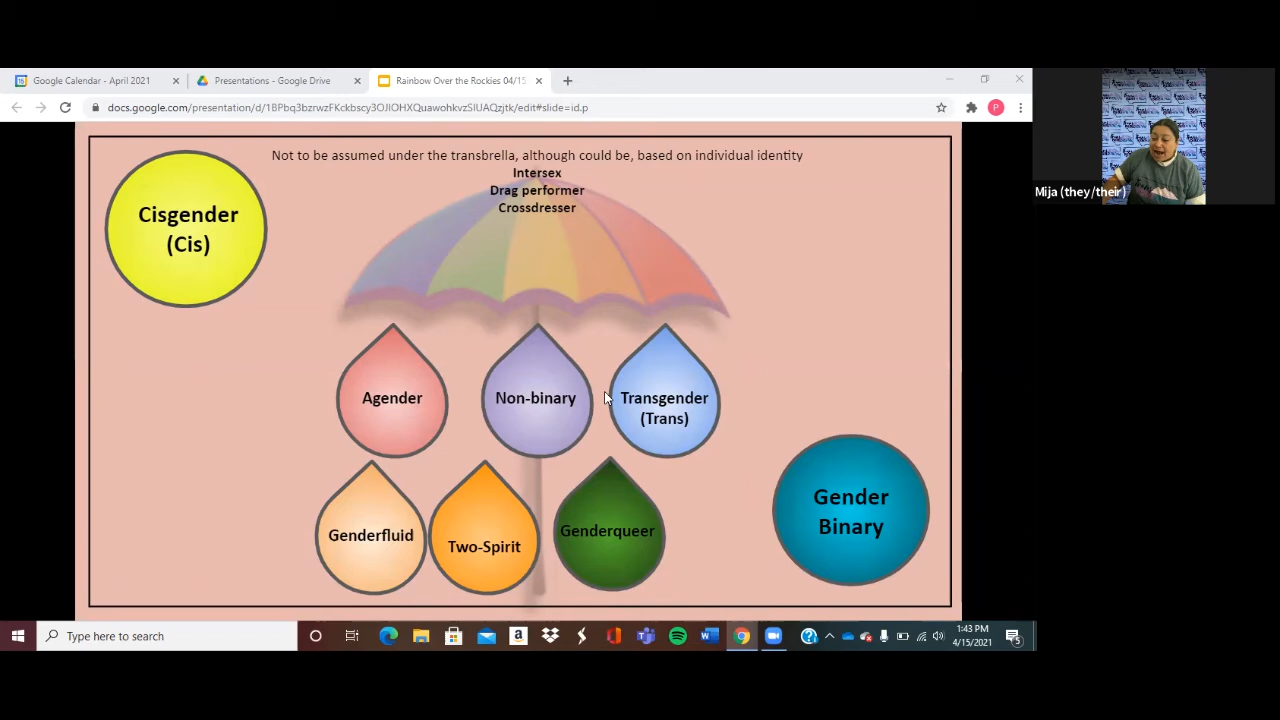 Google Calendar - April 2021
Presentations - Google Drive
Rainbow Over the Rockies 04/15
docs.google.com/presentation/d/1BPbq3bzrwzFKckbscy3OJlOHXQuawohkvzSlUAQzjtk/edit#slide=id.p
P
Not to be assumed under the transbrella, although could be, based on individual identity
Intersex
Drag performer
Crossdresser
Cisgender
(Cis)
Agender
Non-binary
Transgender
(Trans)
Genderfluid
Two-Spirit
Genderqueer
Gender
Binary
Mija (they/their)
Type here to search
1:43 PM
4/15/2021
5